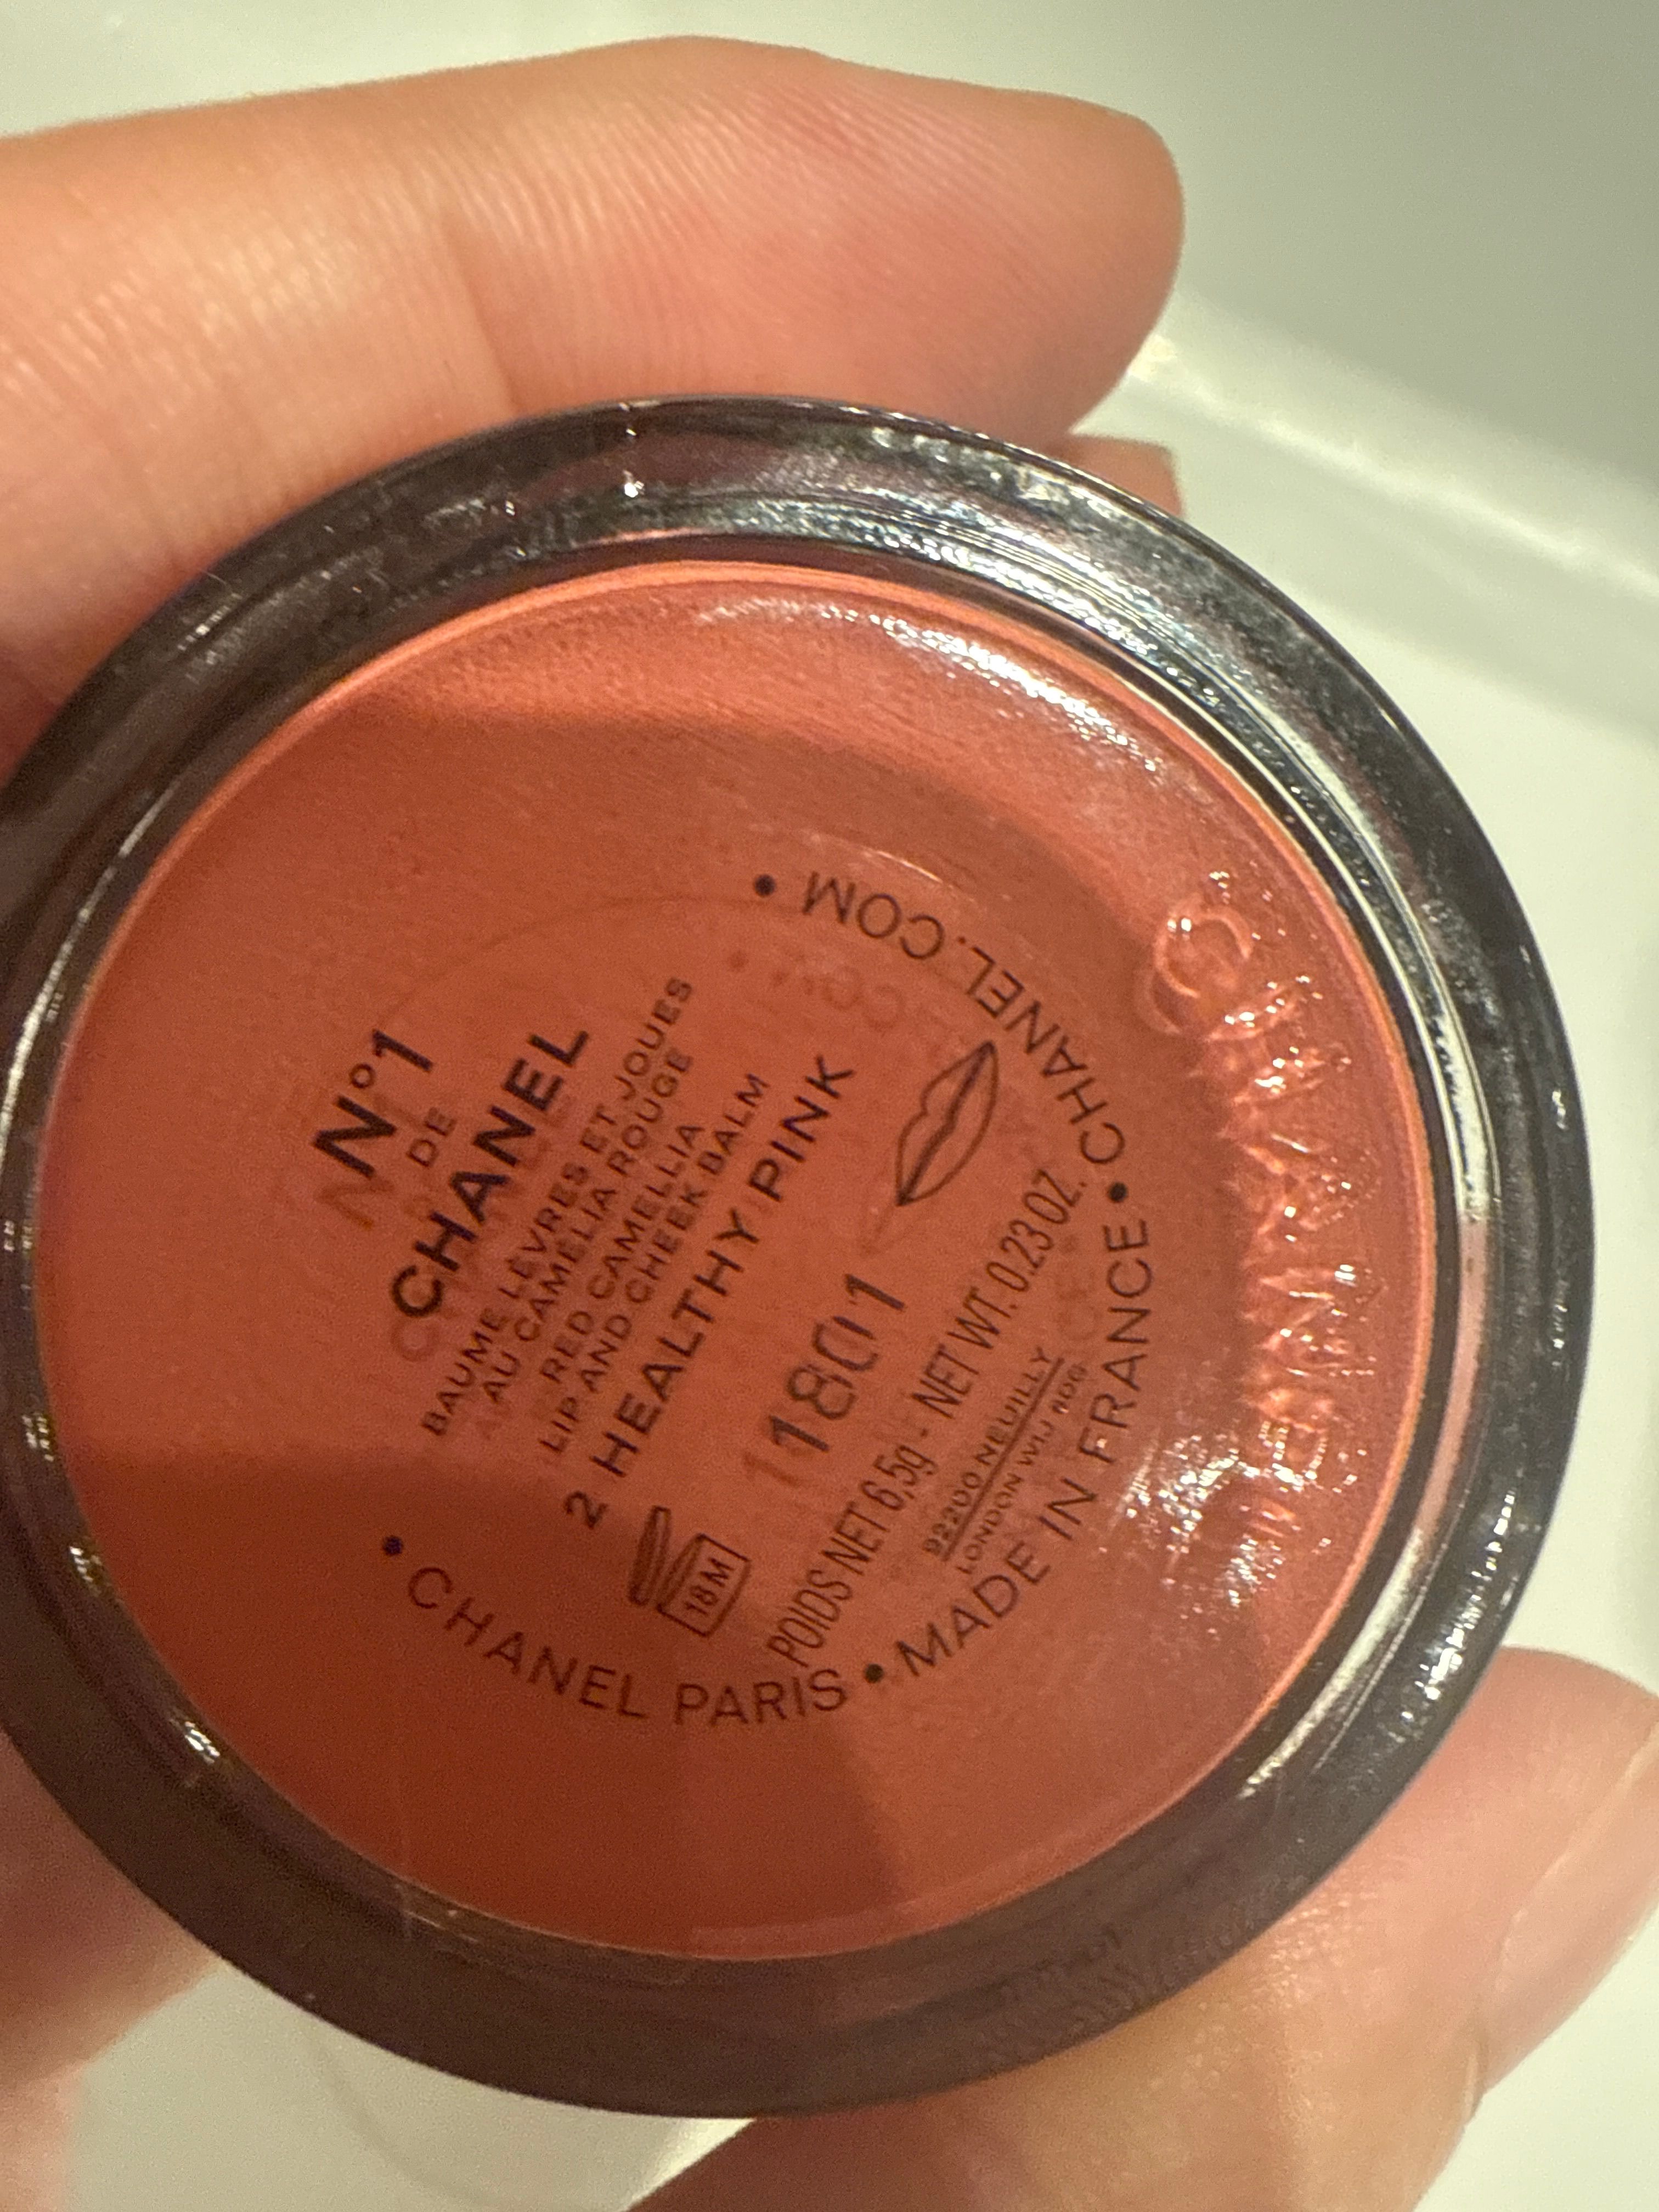 N°1
DE
CHANEL
BAUME LÈVRES ET JOUES
AU CAMÉLIA ROUGE
RED CAMELLIA
LIP AND CHEEK BALM
2 HEALTHY PINK
11801
18M
POIDS NET 6,5g - NET WT. 0.23 OZ.
92200 NEUILLY
LONDON W1J 6DG
• CHANEL PARIS • MADE IN FRANCE • CHANEL.COM •